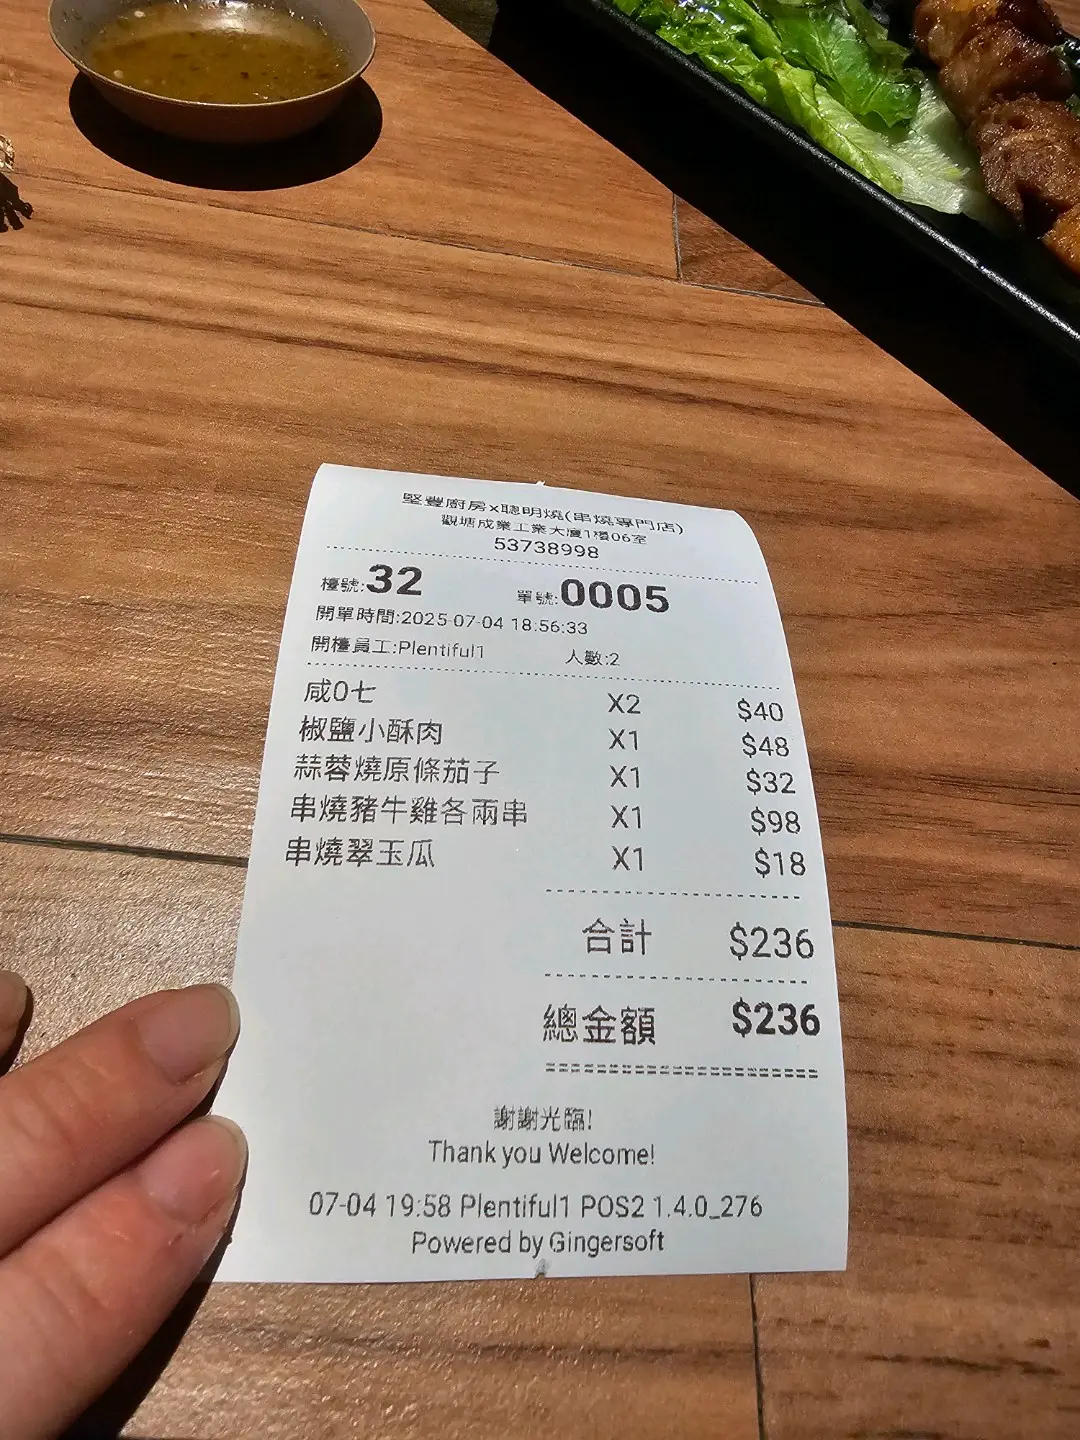 堅豐廚房x聰明燒(串燒專門店)
觀塘成業工業大廈1樓06室
53738998
檯號:32 單號:0005
開單時間:2025-07-04 18:56:33
開檯員工:Plentiful1 人數:2
咸0七 X2 $40
椒鹽小酥肉 X1 $48
蒜蓉燒原條茄子 X1 $32
串燒豬牛雞各兩串 X1 $98
串燒翠玉瓜 X1 $18
合計 $236
總金額 $236
謝謝光臨!
Thank you Welcome!
07-04 19:58 Plentiful1 POS2 1.4.0_276
Powered by Gingersoft